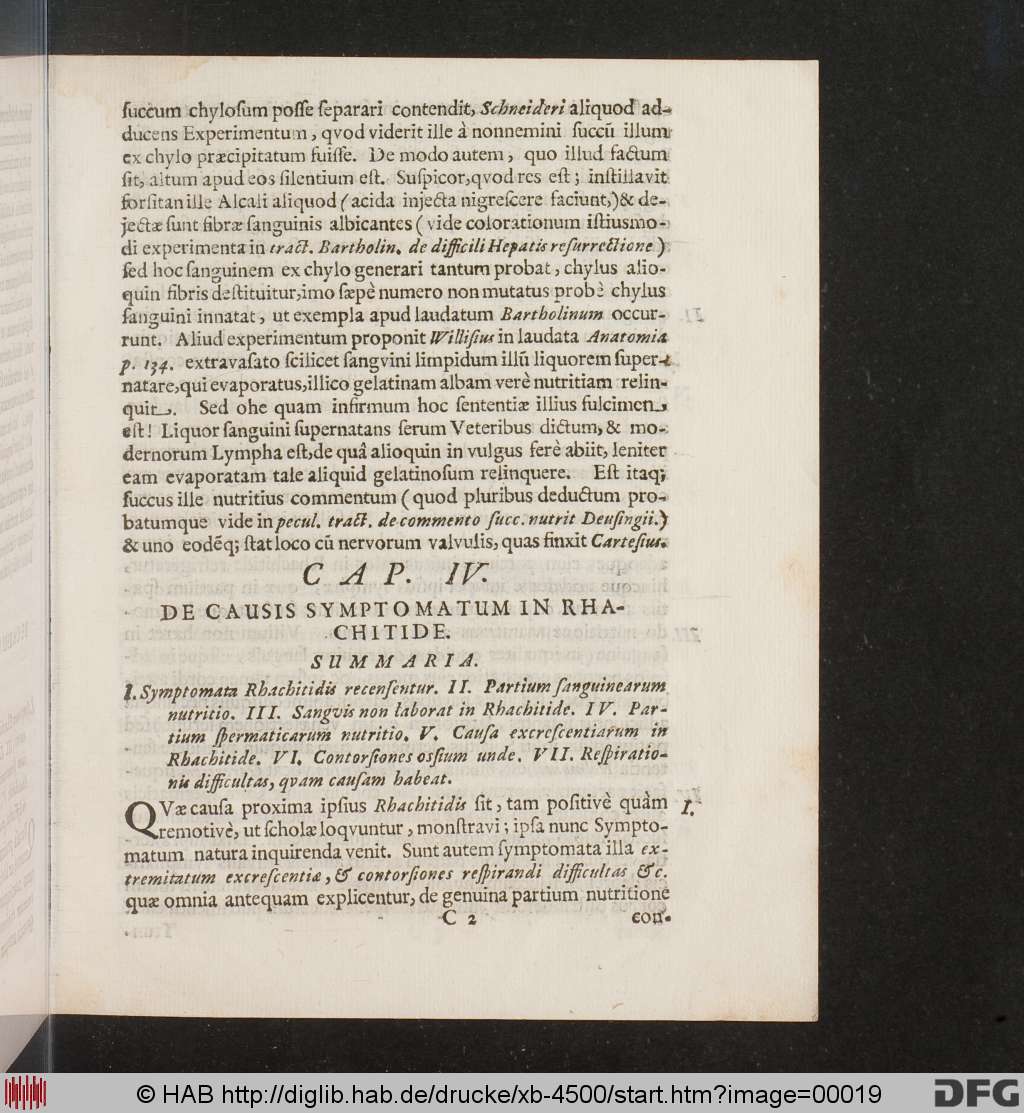 ſuccum chyloſum poſſe ſeparari contendit, Schneideri aliquod ad-
ducens Experimentum, qvod viderit ille à nonnemini ſuccū illum
ex chylo præcipitatum fuiſſe. De modo autem, quo illud factum
ſit, altum apud eos ſilentium eſt. Suſpicor, qvod res eſt; inſtillavit
forſitan ille Alcali aliquod (acida injecta nigreſcere faciunt,) & de-
jectæ ſunt fibræ ſanguinis albicantes (vide colorationum iſtiusmo-
di experimenta in tract. Bartholin. de difficili Hepatis reſurrectione)
ſed hoc ſanguinem ex chylo generari tantum probat, chylus alio-
quin fibris deſtituitur, imo ſæpè numero non mutatus probè chylus
ſanguini innatat, ut exempla apud laudatum Bartholinum occur-
runt. Aliud experimentum proponit Williſius in laudata Anatomia
p. 134. extravaſato ſcilicet ſangvini limpidum illū liquorem ſuper-
natare, qui evaporatus, illico gelatinam albam verè nutritiam relin-
quit. Sed ohe quam infirmum hoc ſententiæ illius fulcimen,
eſt! Liquor ſanguini ſupernatans ſerum Veteribus dictum, & mo-
dernorum Lympha eſt, de quâ alioquin in vulgus ferè abiit, leniter
eam evaporatam tale aliquid gelatinoſum relinquere. Eſt itaq;
ſuccus ille nutritius commentum (quod pluribus deductum pro-
batumque vide in pecul. tract. de commento ſucc. nutrit Deuſingii.)
& uno eodēq; ſtat loco cū nervorum valvulis, quas finxit Carteſius.
CAP. IV.
DE CAUSIS SYMPTOMATUM IN RHA-
CHITIDE.
SUMMARIA.
I. Symptomata Rhachitidis recenſentur. II. Partium ſanguinearum
nutritio. III. Sangvis non laborat in Rhachitide. IV. Par-
tium ſpermaticarum nutritio. V. Cauſa excreſcentiarum in
Rhachitide. VI. Contorſiones oſſium unde. VII. Reſpiratio-
nis difficultas, qvam cauſam habeat.
QVæ cauſa proxima ipſius Rhachitidis ſit, tam poſitivè quàm I.
remotivè, ut ſcholæ loqvuntur, monſtravi; ipſa nunc Sympto-
matum natura inquirenda venit. Sunt autem ſymptomata illa ex-
tremitatum excreſcentiæ, & contorſiones reſpirandi difficultas &c.
quæ omnia antequam explicentur, de genuina partium nutritione
C 2 con-
© HAB http://diglib.hab.de/drucke/xb-4500/start.htm?image=00019 DFG